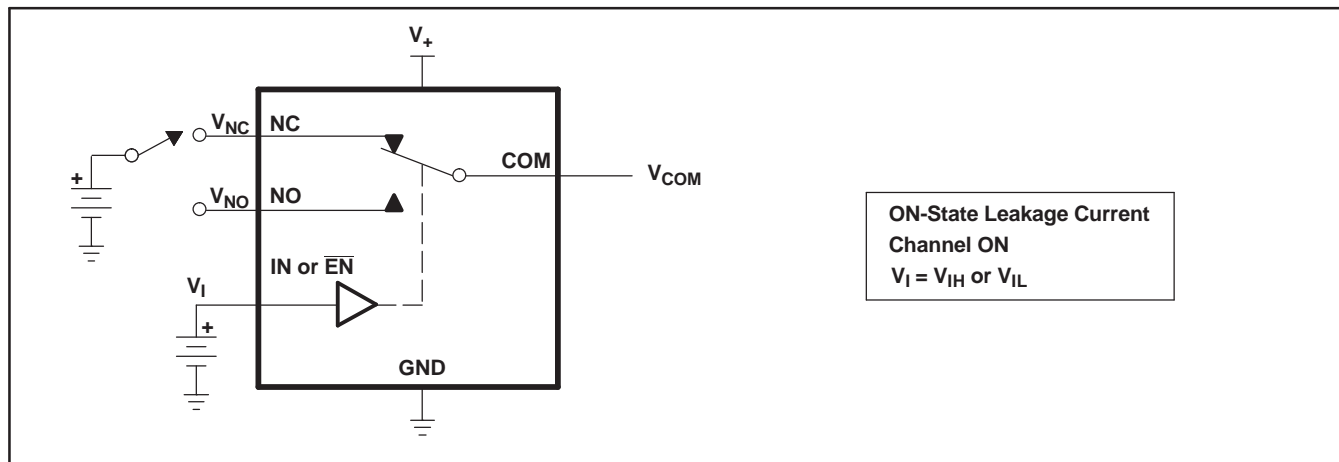 V+
VNC NC
COM
VCOM
VNO NO
IN or E̅N̅
VI
GND
+
+
ON-State Leakage Current
Channel ON
VI = VIH or VIL